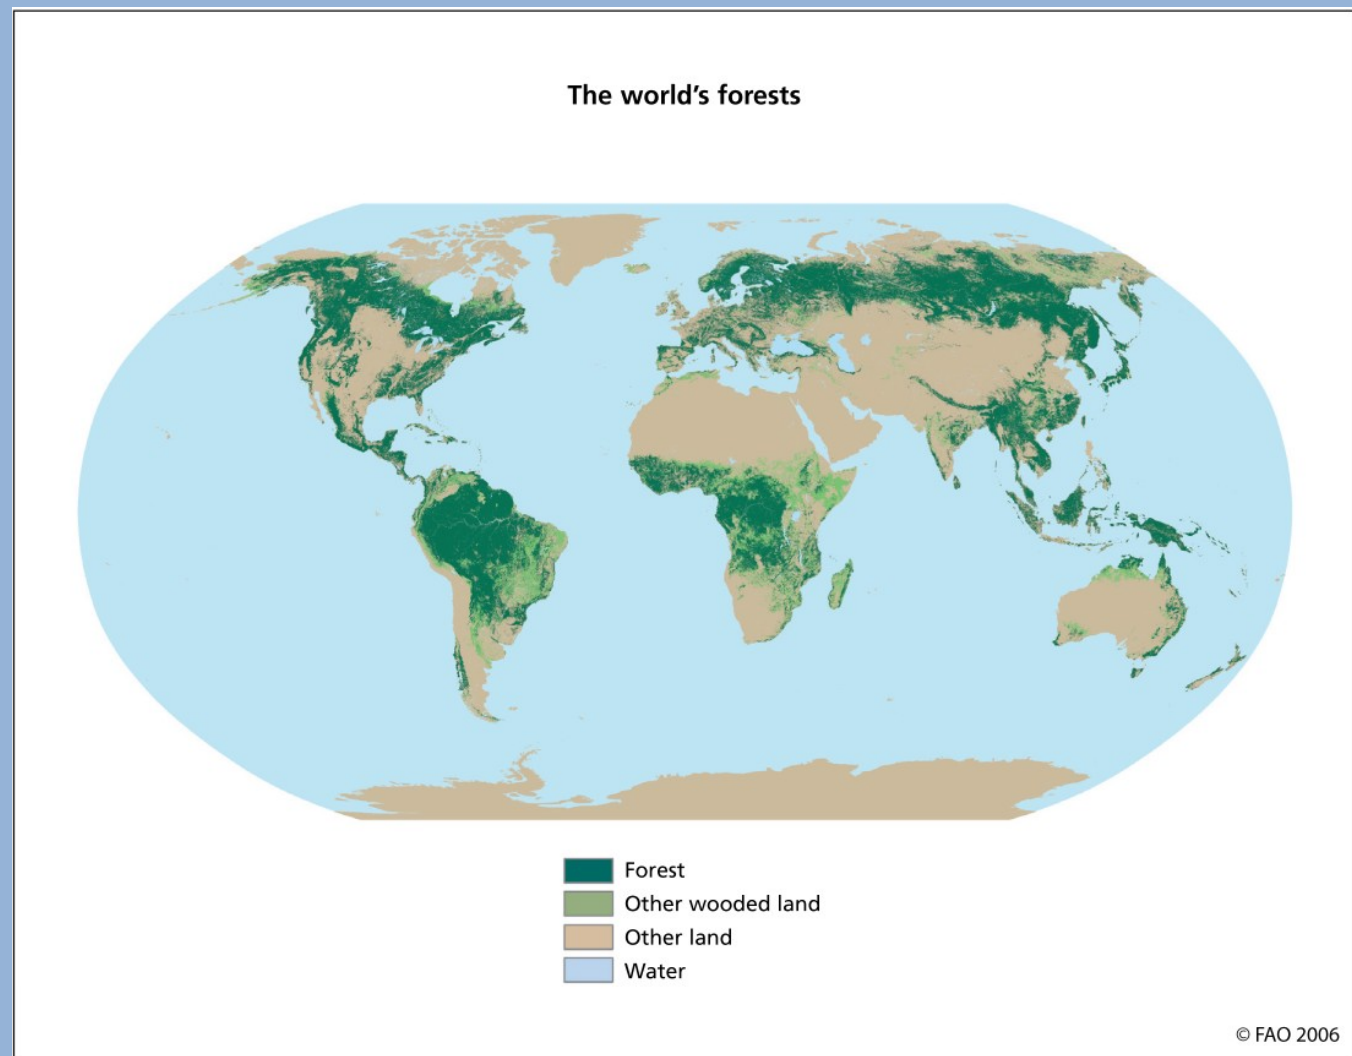 The world's forests
Forest
Other wooded land
Other land
Water
© FAO 2006